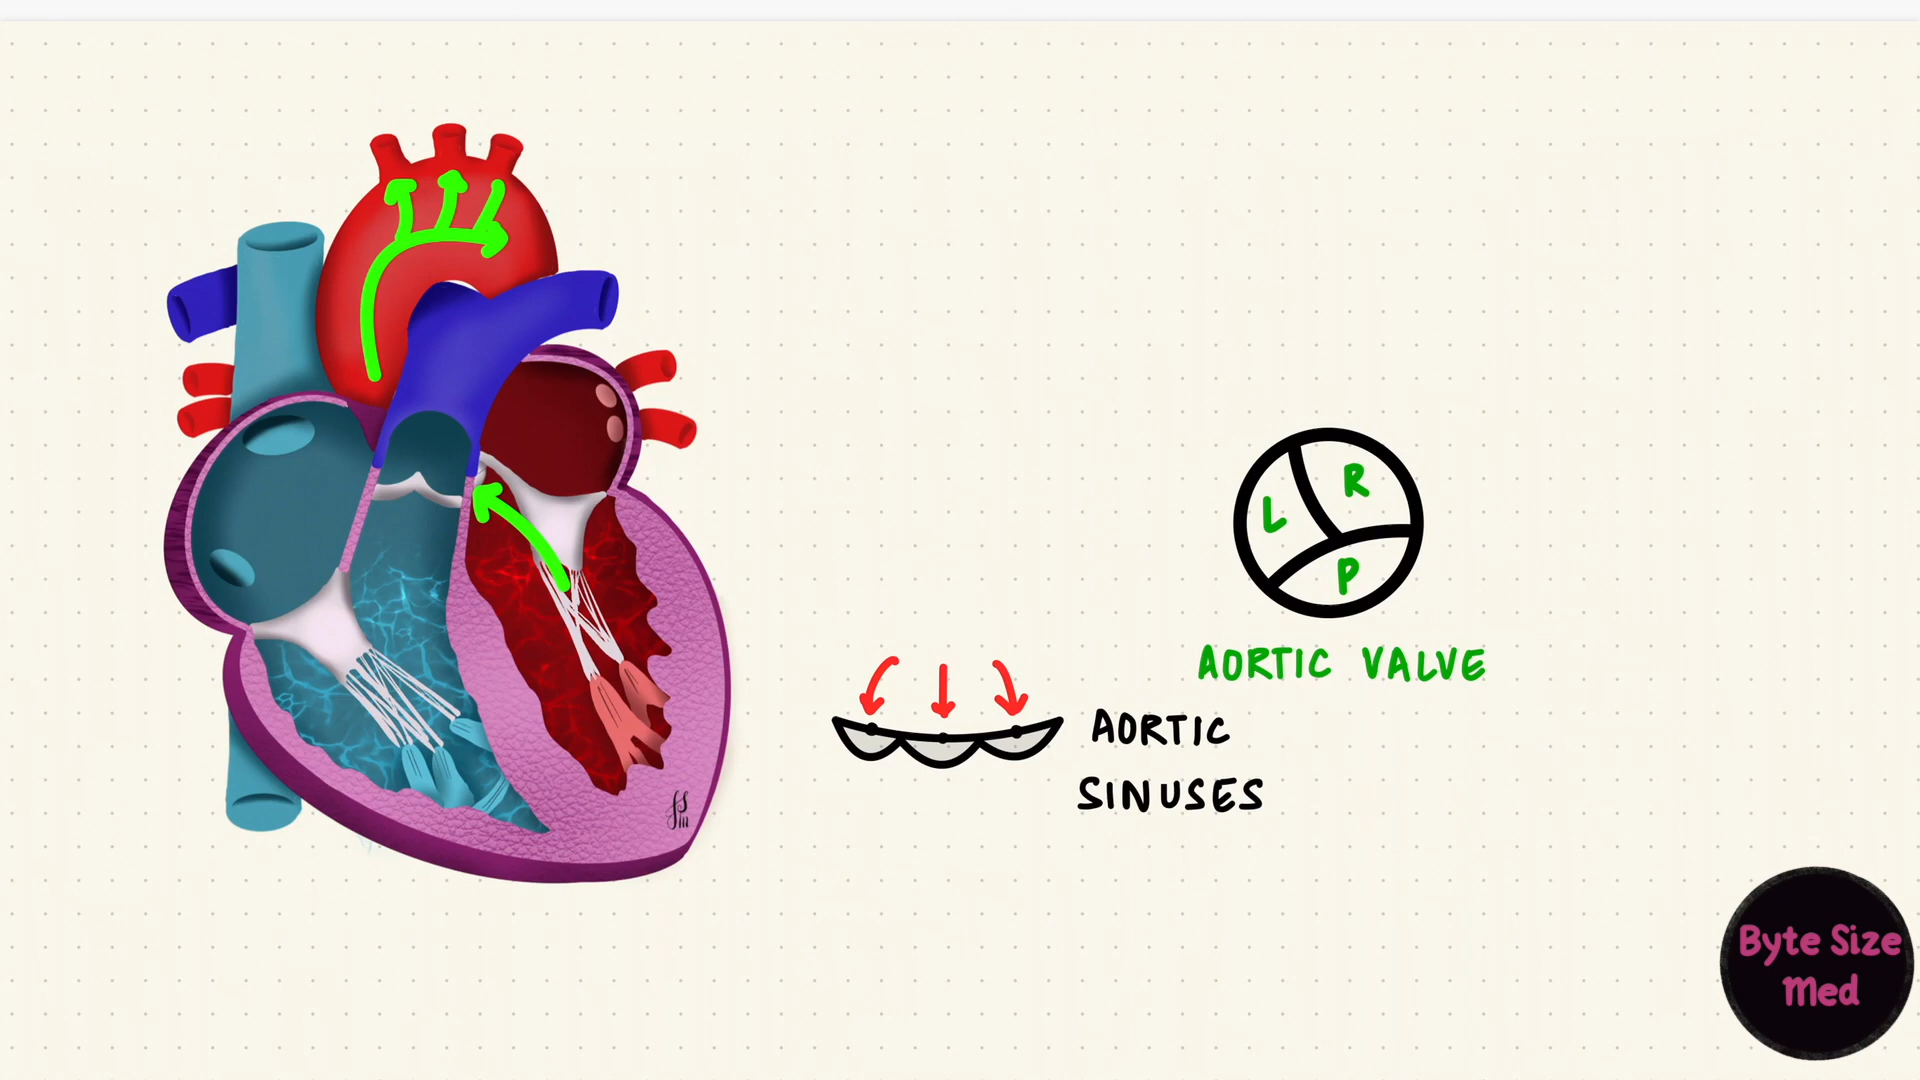 L
R
P
AORTIC VALVE
AORTIC
SINUSES
Byte Size
Med